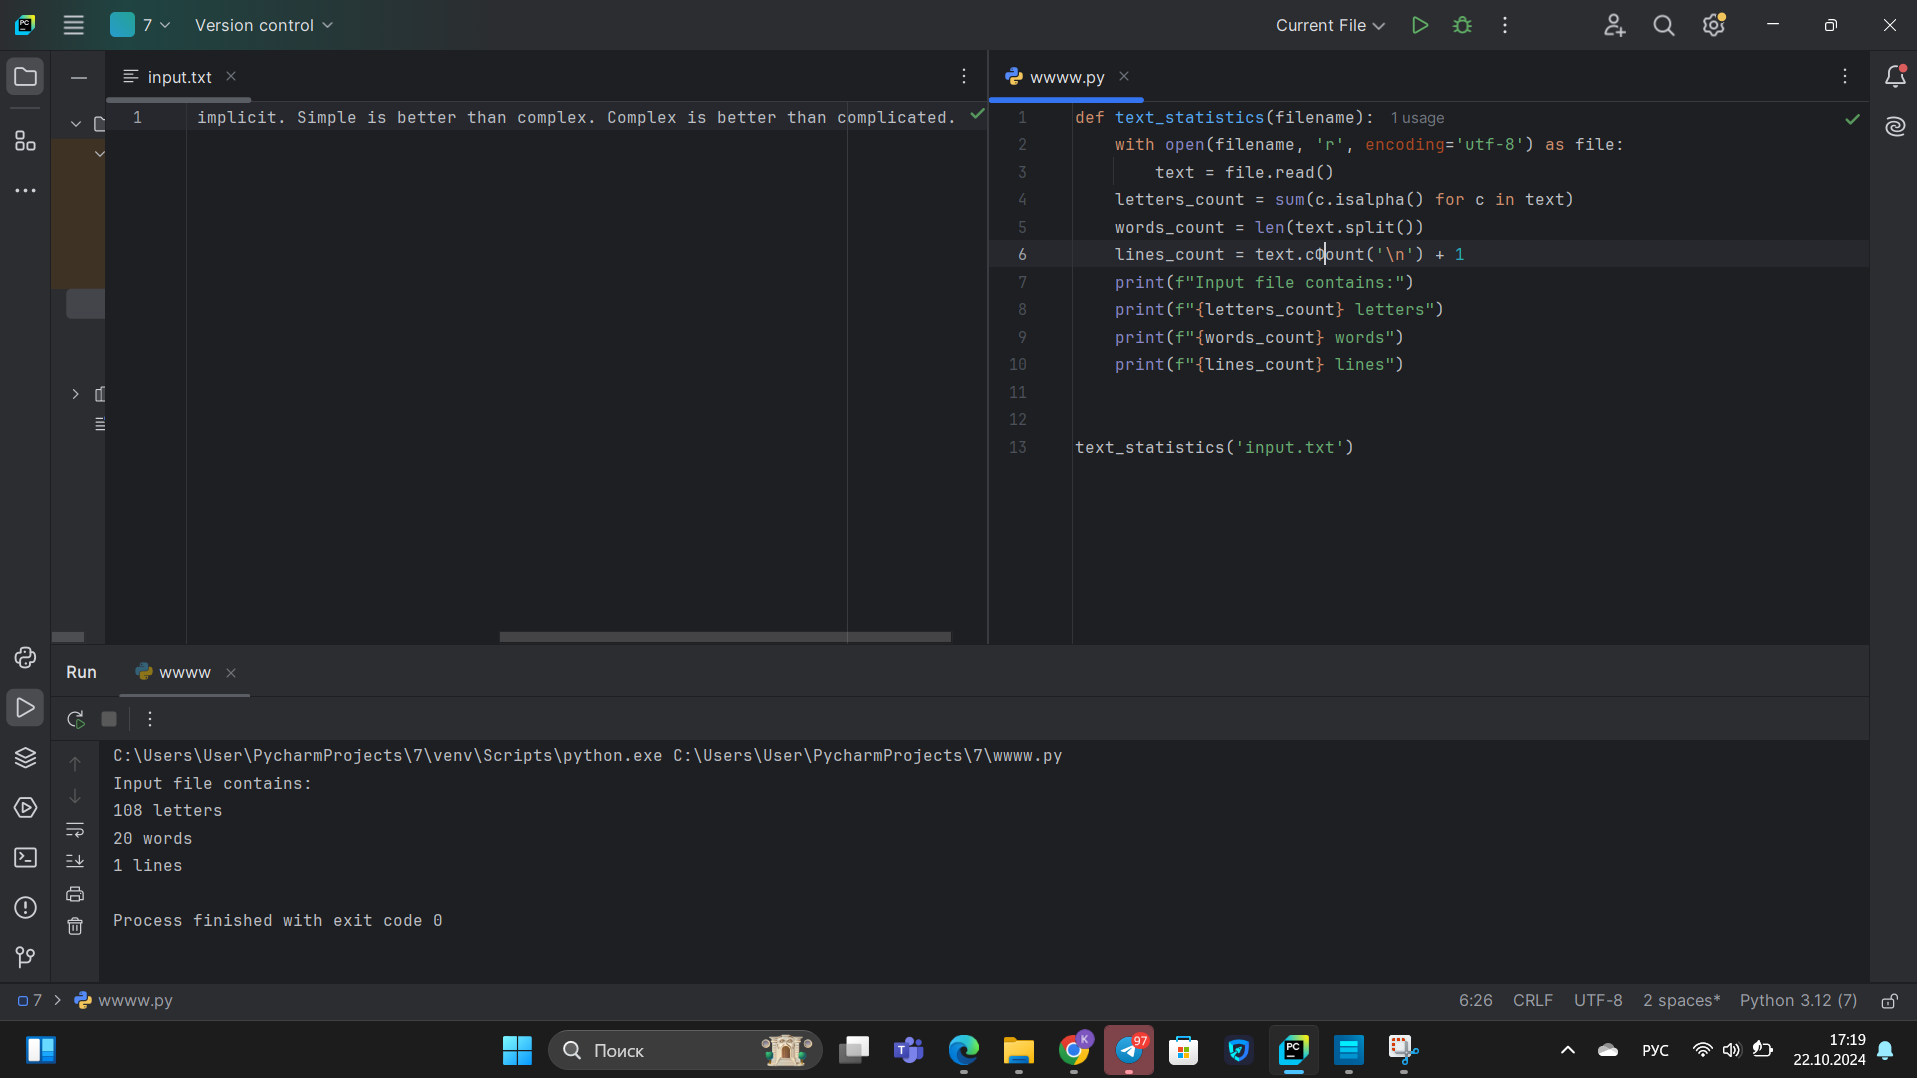 7
Version control
Current File
input.txt
1 implicit. Simple is better than complex. Complex is better than complicated.
wwww.py
1 def text_statistics(filename): 1 usage
2 with open(filename, 'r', encoding='utf-8') as file:
3 text = file.read()
4 letters_count = sum(c.isalpha() for c in text)
5 words_count = len(text.split())
6 lines_count = text.count('\n') + 1
7 print(f"Input file contains:")
8 print(f"{letters_count} letters")
9 print(f"{words_count} words")
10 print(f"{lines_count} lines")
11
12
13 text_statistics('input.txt')
Run
wwww
C:\Users\User\PycharmProjects\7\venv\Scripts\python.exe C:\Users\User\PycharmProjects\7\wwww.py
Input file contains:
108 letters
20 words
1 lines
Process finished with exit code 0
7 > wwww.py
6:26 CRLF UTF-8 2 spaces* Python 3.12 (7)
Поиск
K
97
PC
РУС
17:19
22.10.2024